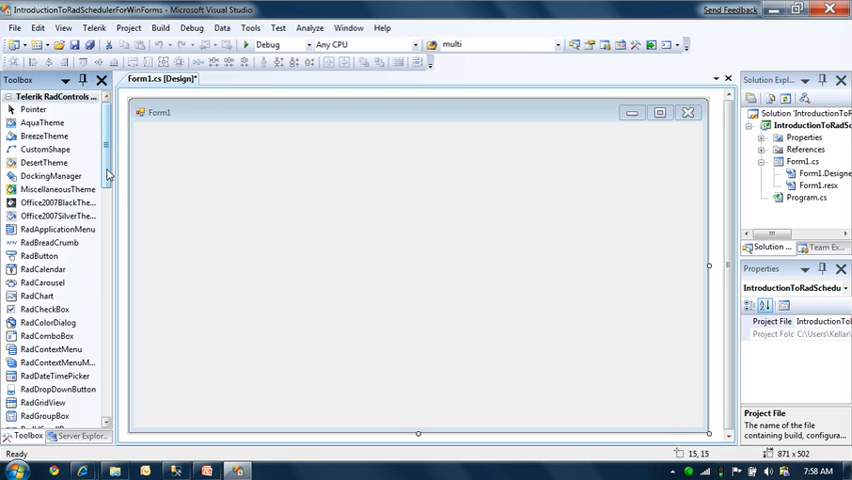 IntroductionToRadSchedulerForWinForms - Microsoft Visual Studio
Send Feedback
File Edit View Telerik Project Build Debug Data Format Tools Test Analyze Window Help
Debug Any CPU multi
Toolbox
Form1.cs [Design]*
Solution Expl...
Telerik RadControls ...
Pointer
AquaTheme
BreezeTheme
CustomShape
DesertTheme
DockingManager
MiscellaneousTheme
Office2007BlackThe...
Office2007SilverThe...
RadApplicationMenu
RadBreadCrumb
RadButton
RadCalendar
RadCarousel
RadChart
RadCheckBox
RadColorDialog
RadComboBox
RadContextMenu
RadContextMenuM...
RadDateTimePicker
RadDropDownButton
RadGridView
RadGroupBox
Toolbox Server Explor...
Form1
Solution 'IntroductionTo
IntroductionToRad
Properties
References
Form1.cs
Form1.Designe
Form1.resx
Program.cs
Solution ... Team Ex...
Properties
IntroductionToRadSchedu
Project File IntroductionToI
Project Folc C:\Users\Kellar/
Project File
The name of the file
containing build, configura...
Ready
15, 15
871 x 502
7:58 AM